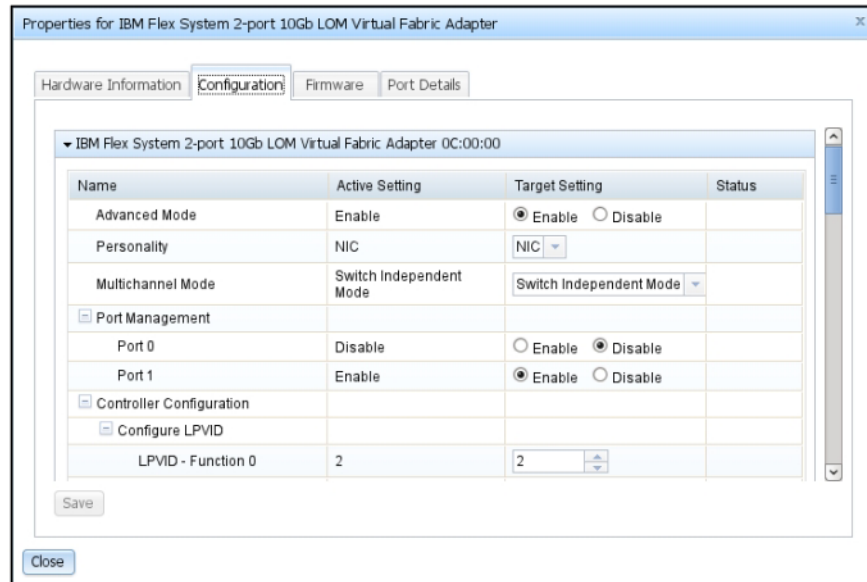 Properties for IBM Flex System 2-port 10Gb LOM Virtual Fabric Adapter x
Hardware Information Configuration Firmware Port Details
IBM Flex System 2-port 10Gb LOM Virtual Fabric Adapter 0C:00:00
Name Active Setting Target Setting Status
Advanced Mode Enable Enable Disable
Personality NIC NIC
Multichannel Mode Switch Independent Mode Switch Independent Mode
Port Management
Port 0 Disable Enable Disable
Port 1 Enable Enable Disable
Controller Configuration
Configure LPVID
LPVID - Function 0 2 2
Save
Close